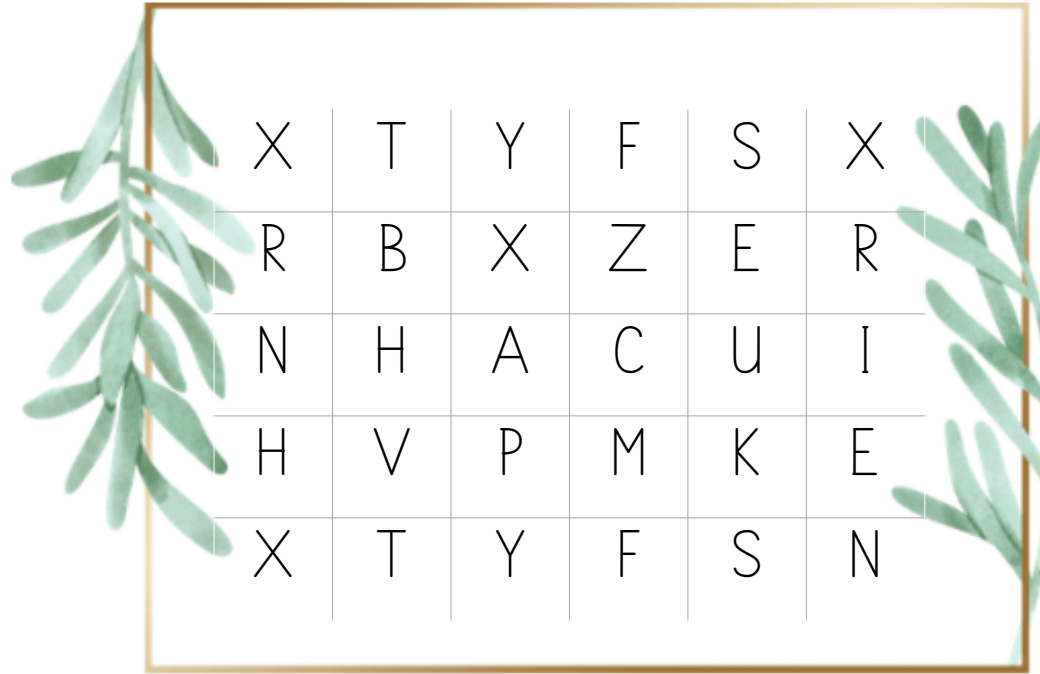 X T Y F S X
R B X Z E R
N H A C U I
H V P M K E
X T Y F S N